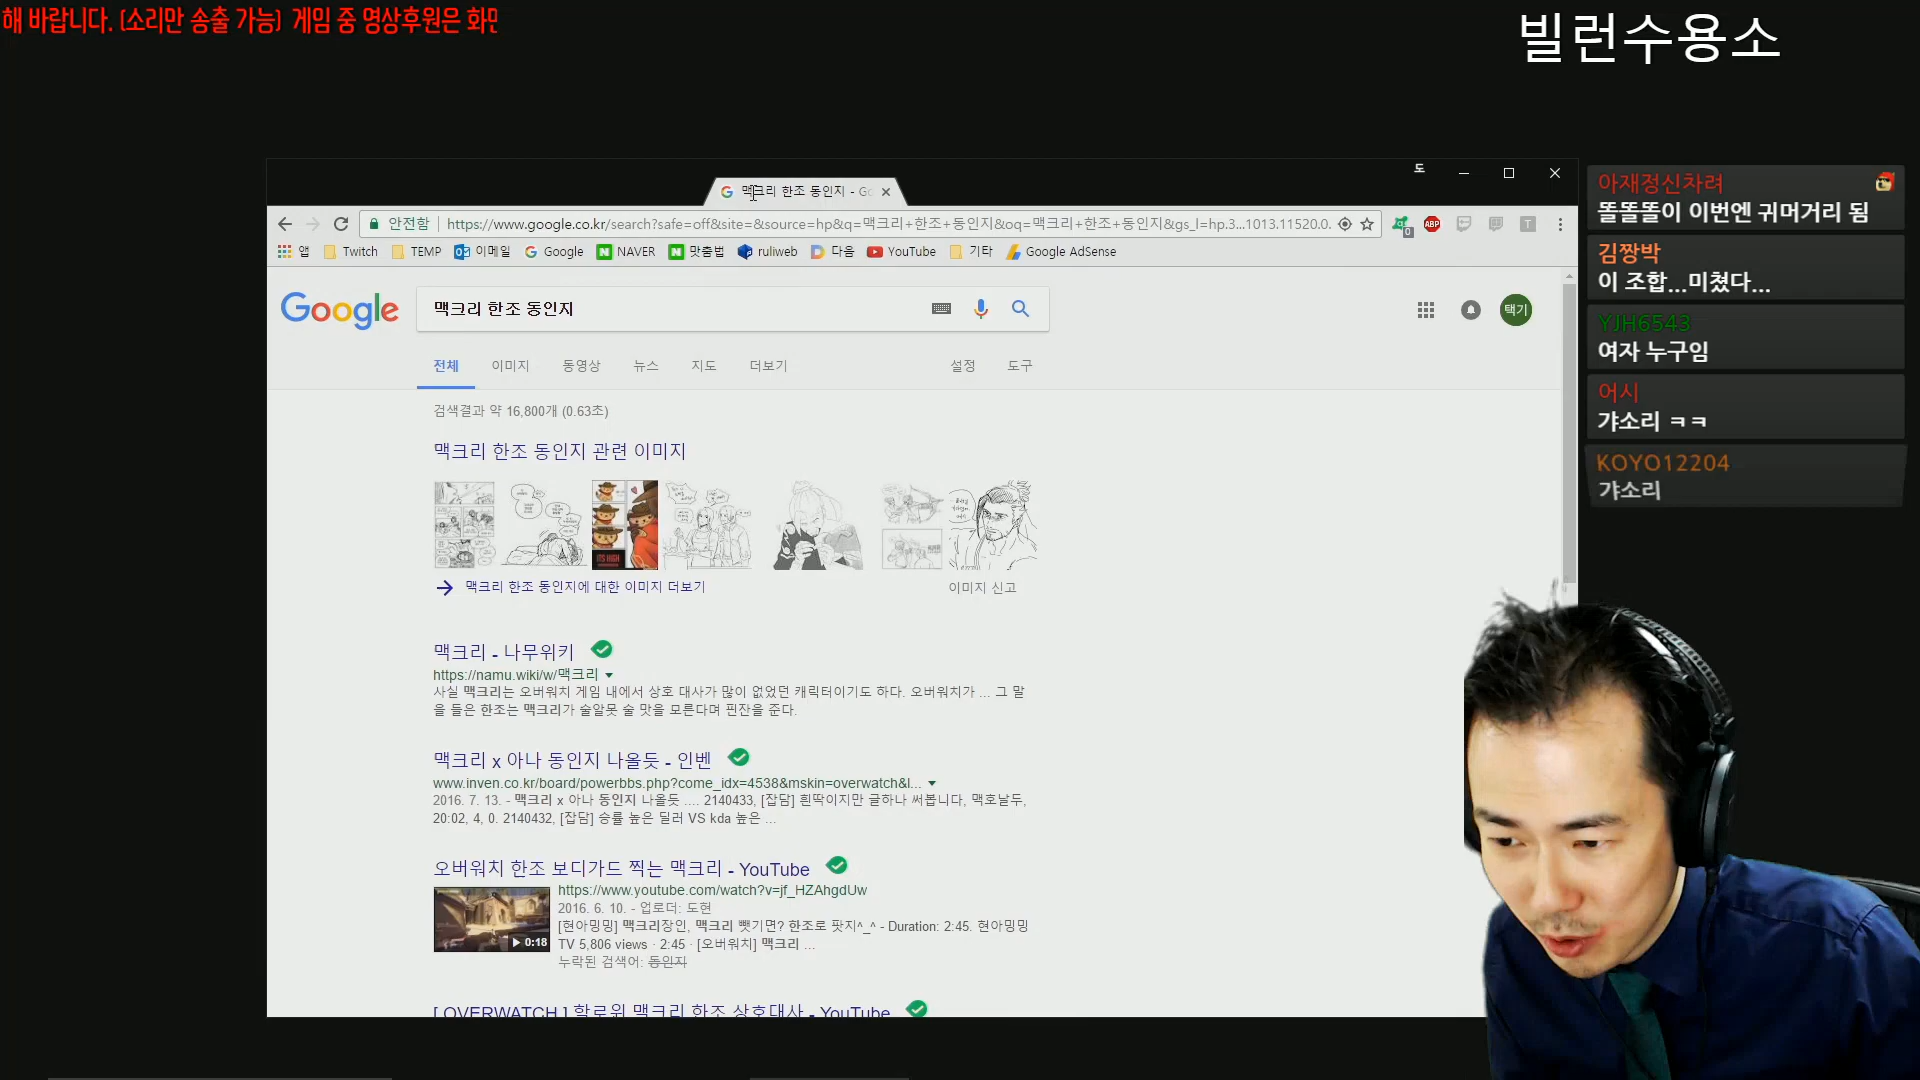 해 바랍니다. (소리만 송출 가능) 게임 중 영상후원은 화면
빌런수용소
도
맥크리 한조 동인지 - Go
안전함
https://www.google.co.kr/search?safe=off&site=&source=hp&q=맥크리+한조+동인지&oq=맥크리+한조+동인지&gs_l=hp.3...1013.11520.0.
0
ABP
앱 Twitch TEMP 이메일 Google NAVER 맞춤법 ruliweb 다음 YouTube 기타 Google AdSense
Google
맥크리 한조 동인지
택기
전체 이미지 동영상 뉴스 지도 더보기 설정 도구
검색결과 약 16,800개 (0.63초)
맥크리 한조 동인지 관련 이미지
맥크리 한조 동인지에 대한 이미지 더보기
이미지 신고
맥크리 - 나무위키
https://namu.wiki/w/맥크리
사실 맥크리는 오버워치 게임 내에서 상호 대사가 많이 없었던 캐릭터이기도 하다. 오버워치가 ... 그 말
을 들은 한조는 맥크리가 술알못 술 맛을 모른다며 핀잔을 준다.
맥크리 x 아나 동인지 나올듯 - 인벤
www.inven.co.kr/board/powerbbs.php?come_idx=4538&mskin=overwatch&l...
2016. 7. 13. - 맥크리 x 아나 동인지 나올듯 .... 2140433, [잡담] 흰딱이지만 글하나 써봅니다, 맥호날두,
20:02, 4, 0. 2140432, [잡담] 승률 높은 딜러 VS kda 높은 ...
오버워치 한조 보디가드 찍는 맥크리 - YouTube
https://www.youtube.com/watch?v=jf_HZAhgdUw
2016. 6. 10. - 업로더: 도현
[현아밍밍] 맥크리장인, 맥크리 뺏기면? 한조로 팟지^_^ - Duration: 2:45. 현아밍밍
TV 5,806 views · 2:45 · [오버워치] 맥크리 ...
누락된 검색어: 동인지
0:18
[ OVERWATCH ] 할로윈 맥크리 한조 상호대사 - YouTube
아재정신차려
똘똘똘이 이번엔 귀머거리 됨
김짱박
이 조합...미쳤다...
YJH6543
여자 누구임
어시
갸소리 ㅋㅋ
KOYO12204
갸소리